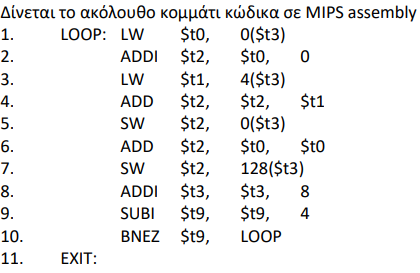 Δίνεται το ακόλουθο κομμάτι κώδικα σε MIPS assembly
1. LOOP: LW $t0, 0($t3)
2. ADDI $t2, $t0, 0
3. LW $t1, 4($t3)
4. ADD $t2, $t2, $t1
5. SW $t2, 0($t3)
6. ADD $t2, $t0, $t0
7. SW $t2, 128($t3)
8. ADDI $t3, $t3, 8
9. SUBI $t9, $t9, 4
10. BNEZ $t9, LOOP
11. EXIT: